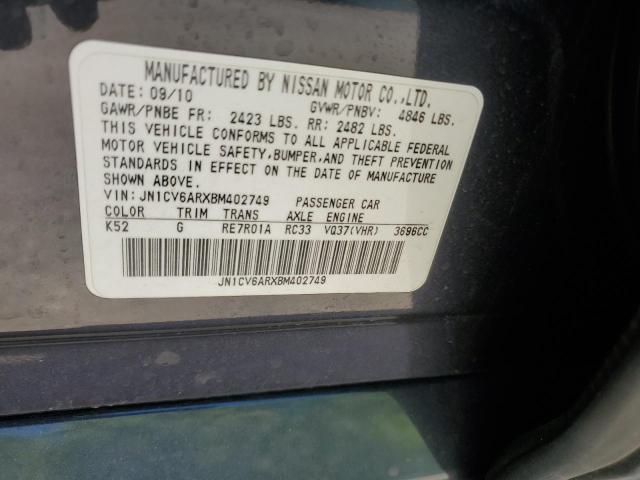 MANUFACTURED BY NISSAN MOTOR CO.,LTD.
DATE: 09/10 GVWR/PNBV: 4846 LBS.
GAWR/PNBE FR: 2423 LBS. RR: 2482 LBS.
THIS VEHICLE CONFORMS TO ALL APPLICABLE FEDERAL
MOTOR VEHICLE SAFETY,BUMPER,AND THEFT PREVENTION
STANDARDS IN EFFECT ON THE DATE OF MANUFACTURE
SHOWN ABOVE.
VIN:JN1CV6ARXBM402749 PASSENGER CAR
COLOR TRIM TRANS AXLE ENGINE
K52 G RE7R01A RC33 VQ37(VHR) 3696CC
JN1CV6ARXBM402749